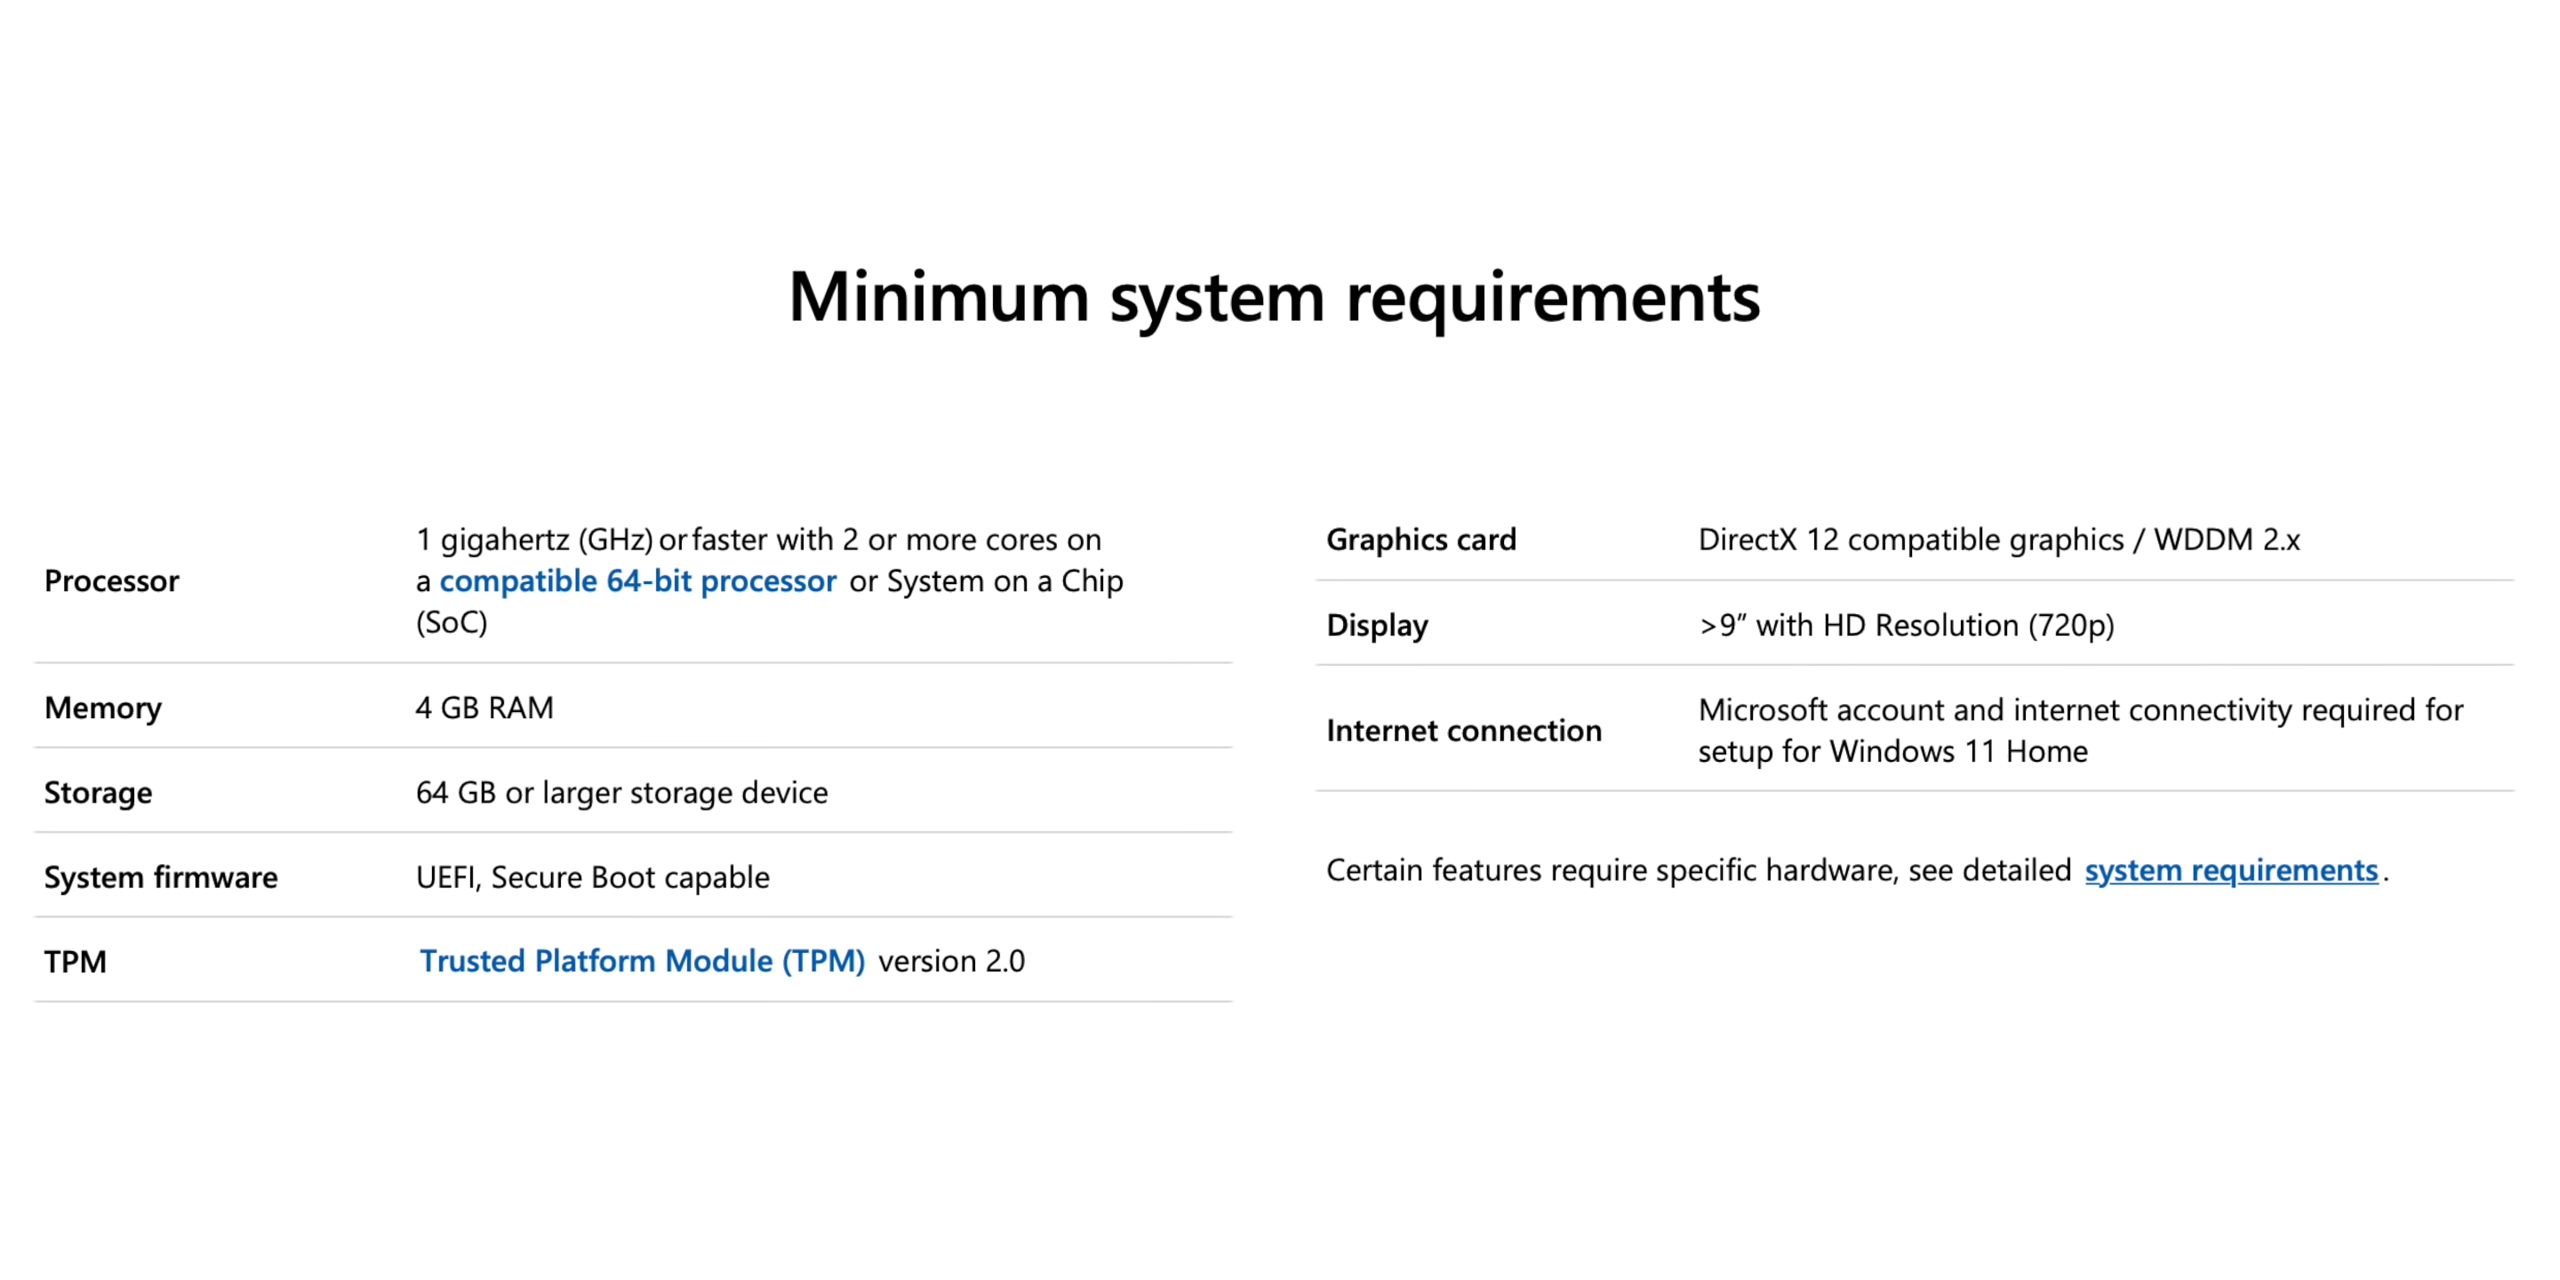 Minimum system requirements
Processor
1 gigahertz (GHz) or faster with 2 or more cores on
a compatible 64-bit processor or System on a Chip
(SoC)
Memory
4 GB RAM
Storage
64 GB or larger storage device
System firmware
UEFI, Secure Boot capable
TPM
Trusted Platform Module (TPM) version 2.0
Graphics card
DirectX 12 compatible graphics / WDDM 2.x
Display
>9” with HD Resolution (720p)
Internet connection
Microsoft account and internet connectivity required for
setup for Windows 11 Home
Certain features require specific hardware, see detailed system requirements.